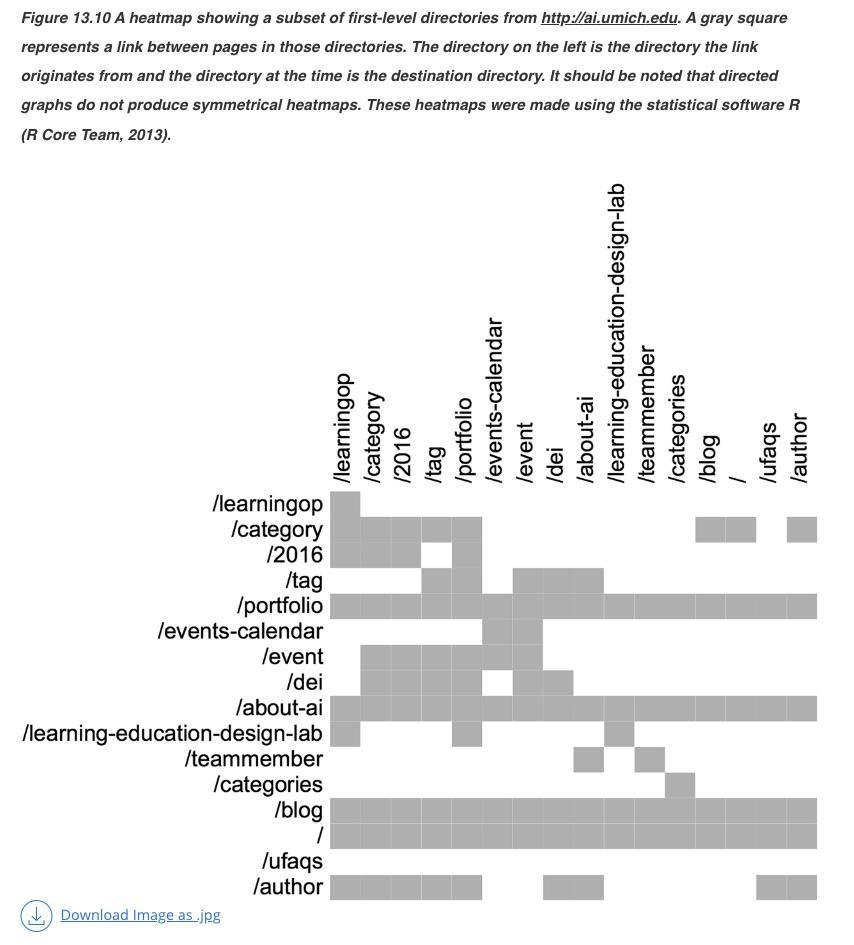 Figure 13.10 A heatmap showing a subset of first-level directories from http://ai.umich.edu. A gray square
represents a link between pages in those directories. The directory on the left is the directory the link
originates from and the directory at the time is the destination directory. It should be noted that directed
graphs do not produce symmetrical heatmaps. These heatmaps were made using the statistical software R
(R Core Team, 2013).
/learningop
/category
/2016
/tag
/portfolio
/events-calendar
/event
/dei
/about-ai
/learning-education-design-lab
/teammember
/categories
/blog
/
/ufaqs
/author
/learningop
/category
/2016
/tag
/portfolio
/events-calendar
/event
/dei
/about-ai
/learning-education-design-lab
/teammember
/categories
/blog
/
/ufaqs
/author
Download Image as .jpg